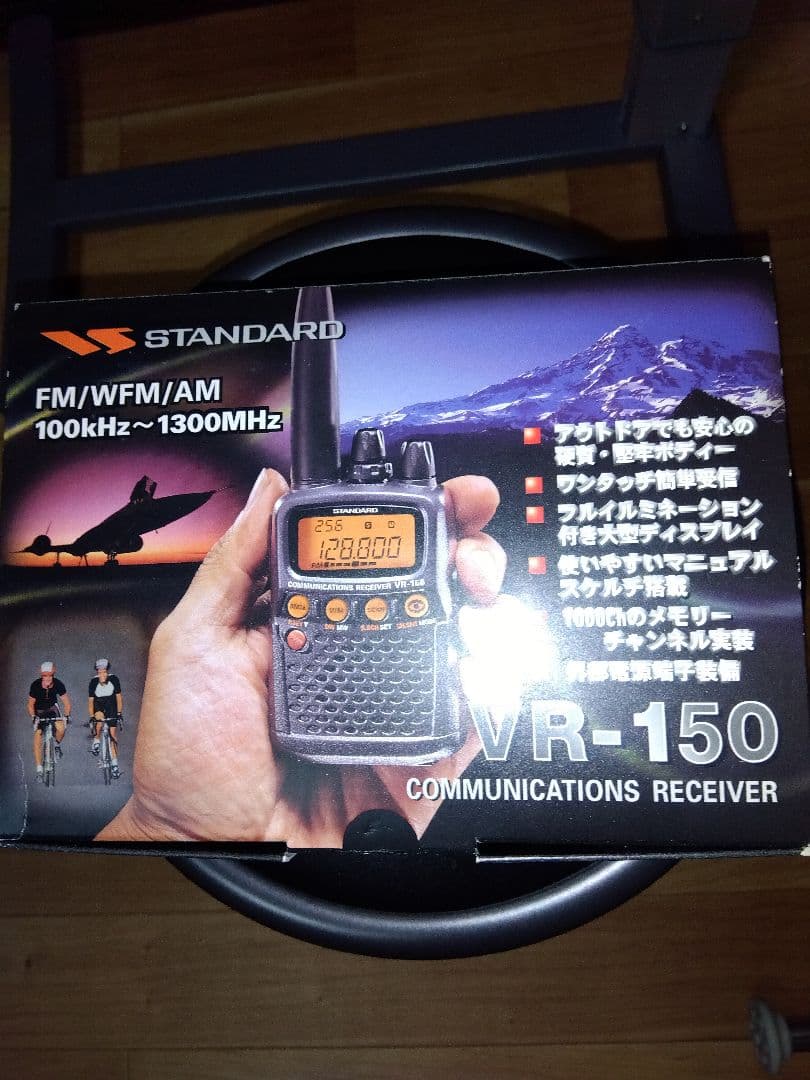 STANDARD
FM/WFM/AM
100kHz～1300MHz
アウトドアでも安心の
硬質・堅牢ボディー
ワンタッチ簡単受信
フルイルミネーション
付き大型ディスプレイ
使いやすいマニュアル
スケルチ搭載
1000Chのメモリー
チャンネル実装
外部電源端子装備
STANDARD
256
128.800
COMMUNICATIONS RECEIVER VR-150
VR-150
COMMUNICATIONS RECEIVER